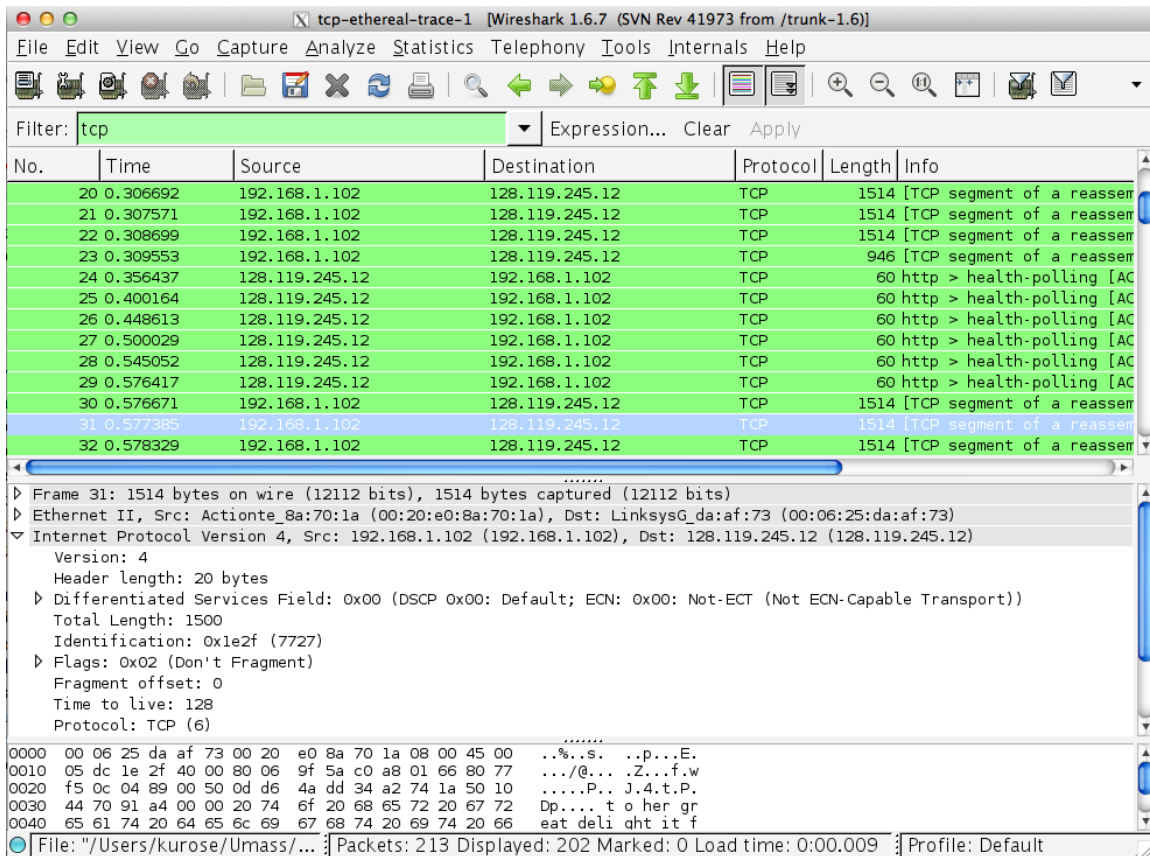 tcp-ethereal-trace-1 [Wireshark 1.6.7 (SVN Rev 41973 from /trunk-1.6)]
File Edit View Go Capture Analyze Statistics Telephony Tools Internals Help
Filter: tcp Expression... Clear Apply
No. Time Source Destination Protocol Length Info
20 0.306692 192.168.1.102 128.119.245.12 TCP 1514 [TCP segment of a reassem
21 0.307571 192.168.1.102 128.119.245.12 TCP 1514 [TCP segment of a reassem
22 0.308699 192.168.1.102 128.119.245.12 TCP 1514 [TCP segment of a reassem
23 0.309553 192.168.1.102 128.119.245.12 TCP 946 [TCP segment of a reassem
24 0.356437 128.119.245.12 192.168.1.102 TCP 60 http > health-polling [AC
25 0.400164 128.119.245.12 192.168.1.102 TCP 60 http > health-polling [AC
26 0.448613 128.119.245.12 192.168.1.102 TCP 60 http > health-polling [AC
27 0.500029 128.119.245.12 192.168.1.102 TCP 60 http > health-polling [AC
28 0.545052 128.119.245.12 192.168.1.102 TCP 60 http > health-polling [AC
29 0.576417 128.119.245.12 192.168.1.102 TCP 60 http > health-polling [AC
30 0.576671 192.168.1.102 128.119.245.12 TCP 1514 [TCP segment of a reassem
31 0.577385 192.168.1.102 128.119.245.12 TCP 1514 [TCP segment of a reassem
32 0.578329 192.168.1.102 128.119.245.12 TCP 1514 [TCP segment of a reassem
Frame 31: 1514 bytes on wire (12112 bits), 1514 bytes captured (12112 bits)
Ethernet II, Src: Actionte_8a:70:1a (00:20:e0:8a:70:1a), Dst: LinksysG_da:af:73 (00:06:25:da:af:73)
Internet Protocol Version 4, Src: 192.168.1.102 (192.168.1.102), Dst: 128.119.245.12 (128.119.245.12)
Version: 4
Header length: 20 bytes
Differentiated Services Field: 0x00 (DSCP 0x00: Default; ECN: 0x00: Not-ECT (Not ECN-Capable Transport))
Total Length: 1500
Identification: 0x1e2f (7727)
Flags: 0x02 (Don't Fragment)
Fragment offset: 0
Time to live: 128
Protocol: TCP (6)
0000 00 06 25 da af 73 00 20 e0 8a 70 1a 08 00 45 00 ..%..s. ..p...E.
0010 05 dc 1e 2f 40 00 80 06 9f 5a c0 a8 01 66 80 77 .../@... .Z...f.w
0020 f5 0c 04 89 00 50 0d d6 4a dd 34 a2 74 1a 50 10 .....P.. J.4.t.P.
0030 44 70 91 a4 00 00 20 74 6f 20 68 65 72 20 67 72 Dp.... t o her gr
0040 65 61 74 20 64 65 6c 69 67 68 74 20 69 74 20 66 eat deli ght it f
File: "/Users/kurose/Umass/... Packets: 213 Displayed: 202 Marked: 0 Load time: 0:00.009 Profile: Default